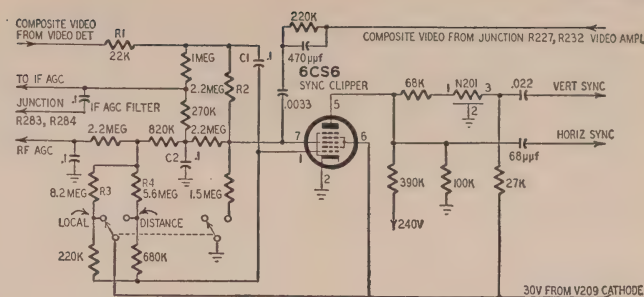 COMPOSITE VIDEO
FROM VIDEO DET
R1
22K
1MEG
C1
.1
R2
2.2MEG
220K
470μμf
COMPOSITE VIDEO FROM JUNCTION R227, R232 VIDEO AMPL
6CS6
SYNC CLIPPER
.0033
TO IF AGC
.1
IF AGC FILTER
JUNCTION
R283, R284
270K
RF AGC
2.2MEG
820K
2.2MEG
.1
C2
.1
7
1
5
6
2
68K
1
N201
3
2
.022
VERT SYNC
HORIZ SYNC
68μμf
390K
100K
27K
240V
8.2MEG
R3
R4
5.6MEG
1.5MEG
LOCAL
DISTANCE
220K
680K
30V FROM V209 CATHODE